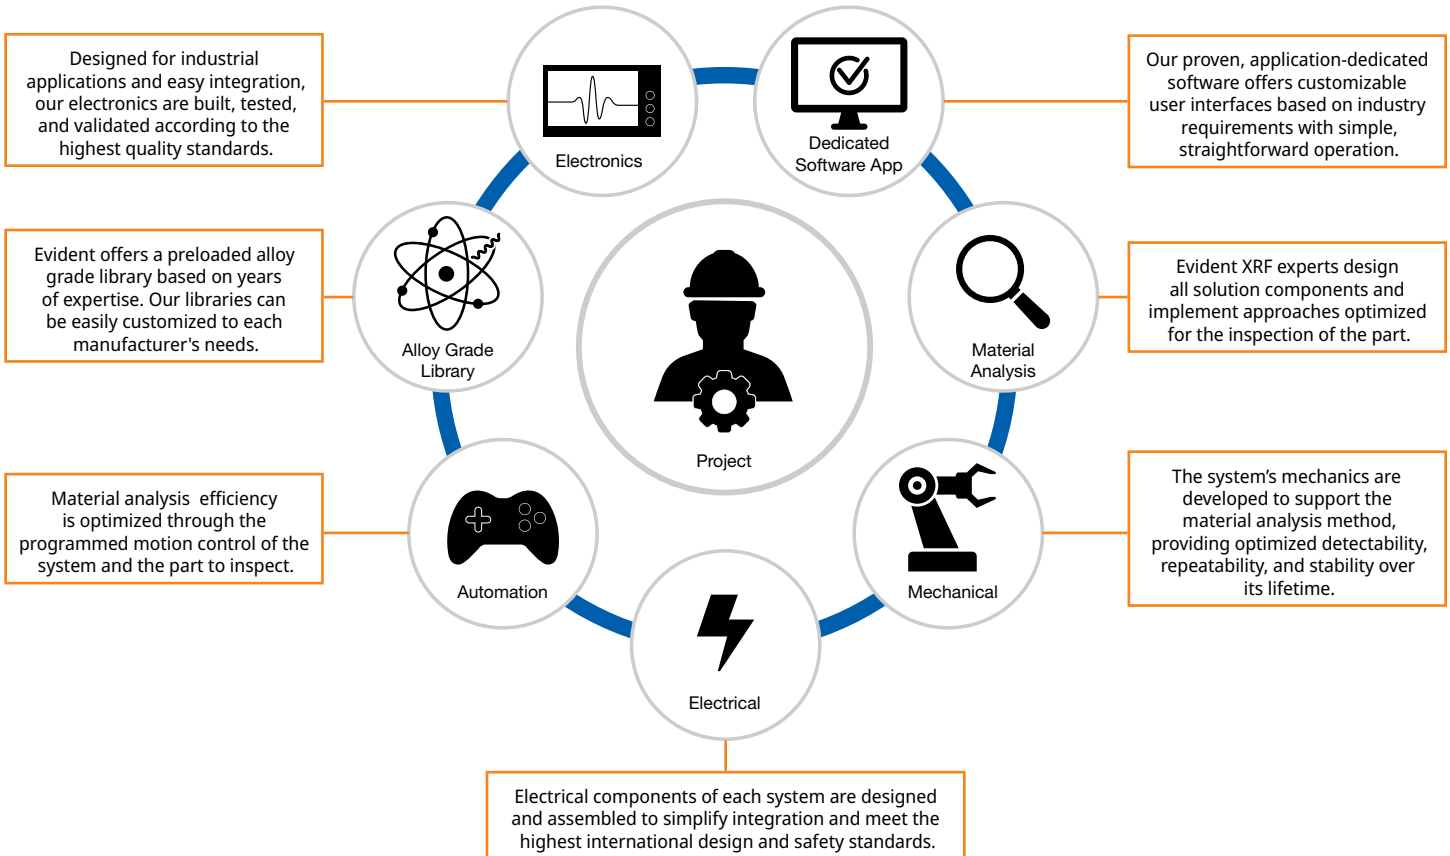 Designed for industrial
applications and easy integration,
our electronics are built, tested,
and validated according to the
highest quality standards.
Electronics
Dedicated
Software App
Our proven, application-dedicated
software offers customizable
user interfaces based on industry
requirements with simple,
straightforward operation.
Evident offers a preloaded alloy
grade library based on years
of expertise. Our libraries can
be easily customized to each
manufacturer's needs.
Alloy Grade
Library
Material
Analysis
Evident XRF experts design
all solution components and
implement approaches optimized
for the inspection of the part.
Project
Material analysis efficiency
is optimized through the
programmed motion control of the
system and the part to inspect.
Automation
Mechanical
The system’s mechanics are
developed to support the
material analysis method,
providing optimized detectability,
repeatability, and stability over
its lifetime.
Electrical
Electrical components of each system are designed
and assembled to simplify integration and meet the
highest international design and safety standards.